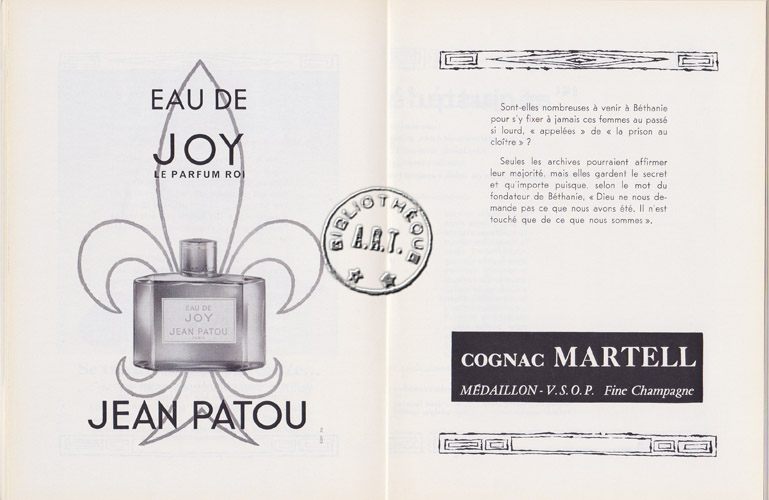 EAU DE
JOY
LE PARFUM ROI
EAU DE
JOY
JEAN PATOU
PARIS
JEAN PATOU
BIBLIOTHÈQUE
A.R.T.
Sont-elles nombreuses à venir à Béthanie
pour s'y fixer à jamais ces femmes au passé
si lourd, « appelées » de « la prison au
cloître » ?
Seules les archives pourraient affirmer
leur majorité, mais elles gardent le secret
et qu'importe puisque, selon le mot du
fondateur de Béthanie, « Dieu ne nous de-
mande pas ce que nous avons été. Il n'est
touché que de ce que nous sommes ».
COGNAC MARTELL
MÉDAILLON - V.S.O.P. Fine Champagne